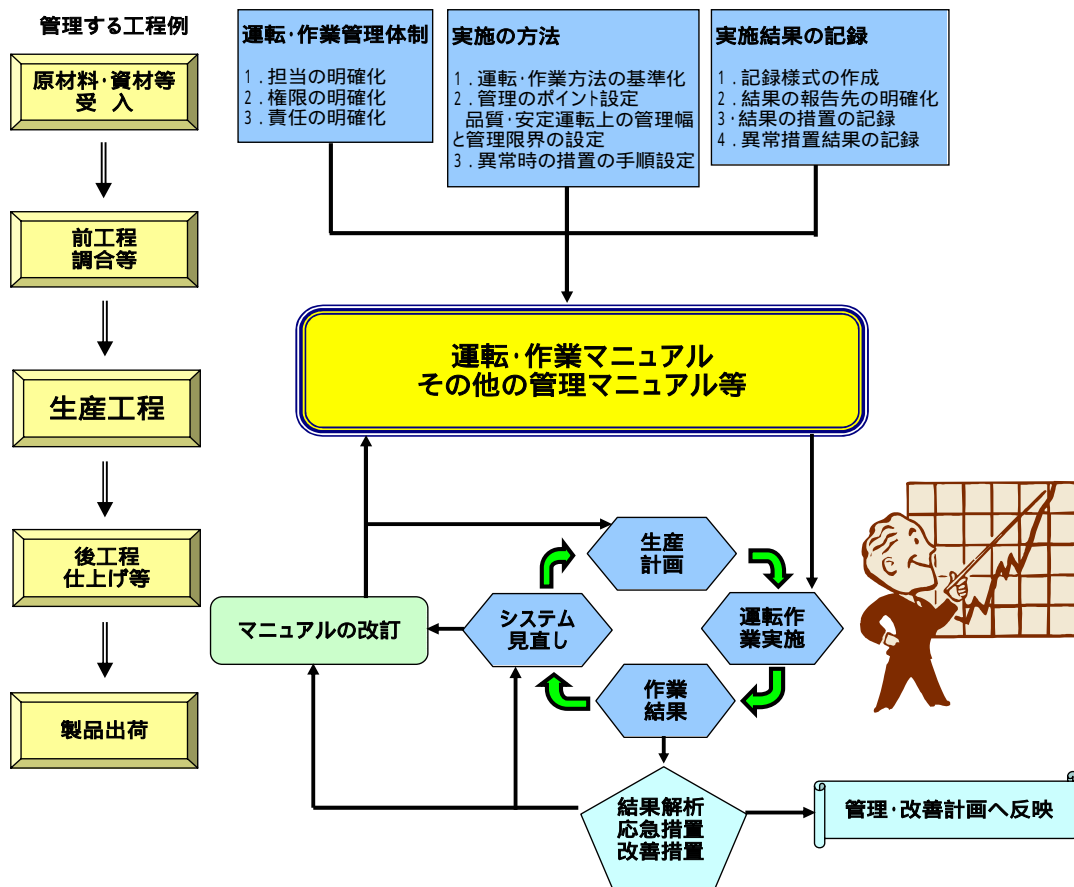 管理する工程例
原材料･資材等
受　入
前工程
調合等
生産工程
後工程
仕上げ等
製品出荷
運転･作業管理体制
1．担当の明確化
2．権限の明確化
3．責任の明確化
実施の方法
1．運転･作業方法の基準化
2．管理のポイント設定
品質･安定運転上の管理幅
と管理限界の設定
3．異常時の措置の手順設定
実施結果の記録
1．記録様式の作成
2．結果の報告先の明確化
3･結果の措置の記録
4．異常措置結果の記録
運転･作業マニュアル
その他の管理マニュアル等
生産
計画
システム
見直し
運転作
業実施
マニュアルの改訂
作業
結果
結果解析
応急措置
改善措置
管理･改善計画へ反映